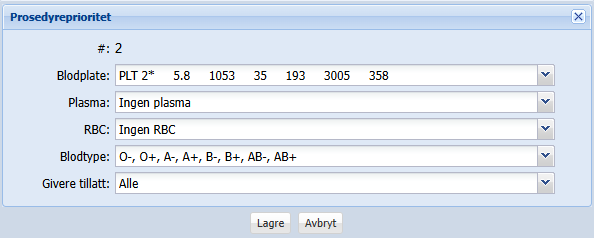 Prosedyreprioritet
#: 2
Blodplate: PLT 2* 5.8 1053 35 193 3005 358
Plasma: Ingen plasma
RBC: Ingen RBC
Blodtype: O-, O+, A-, A+, B-, B+, AB-, AB+
Givere tillatt: Alle
Lagre Avbryt